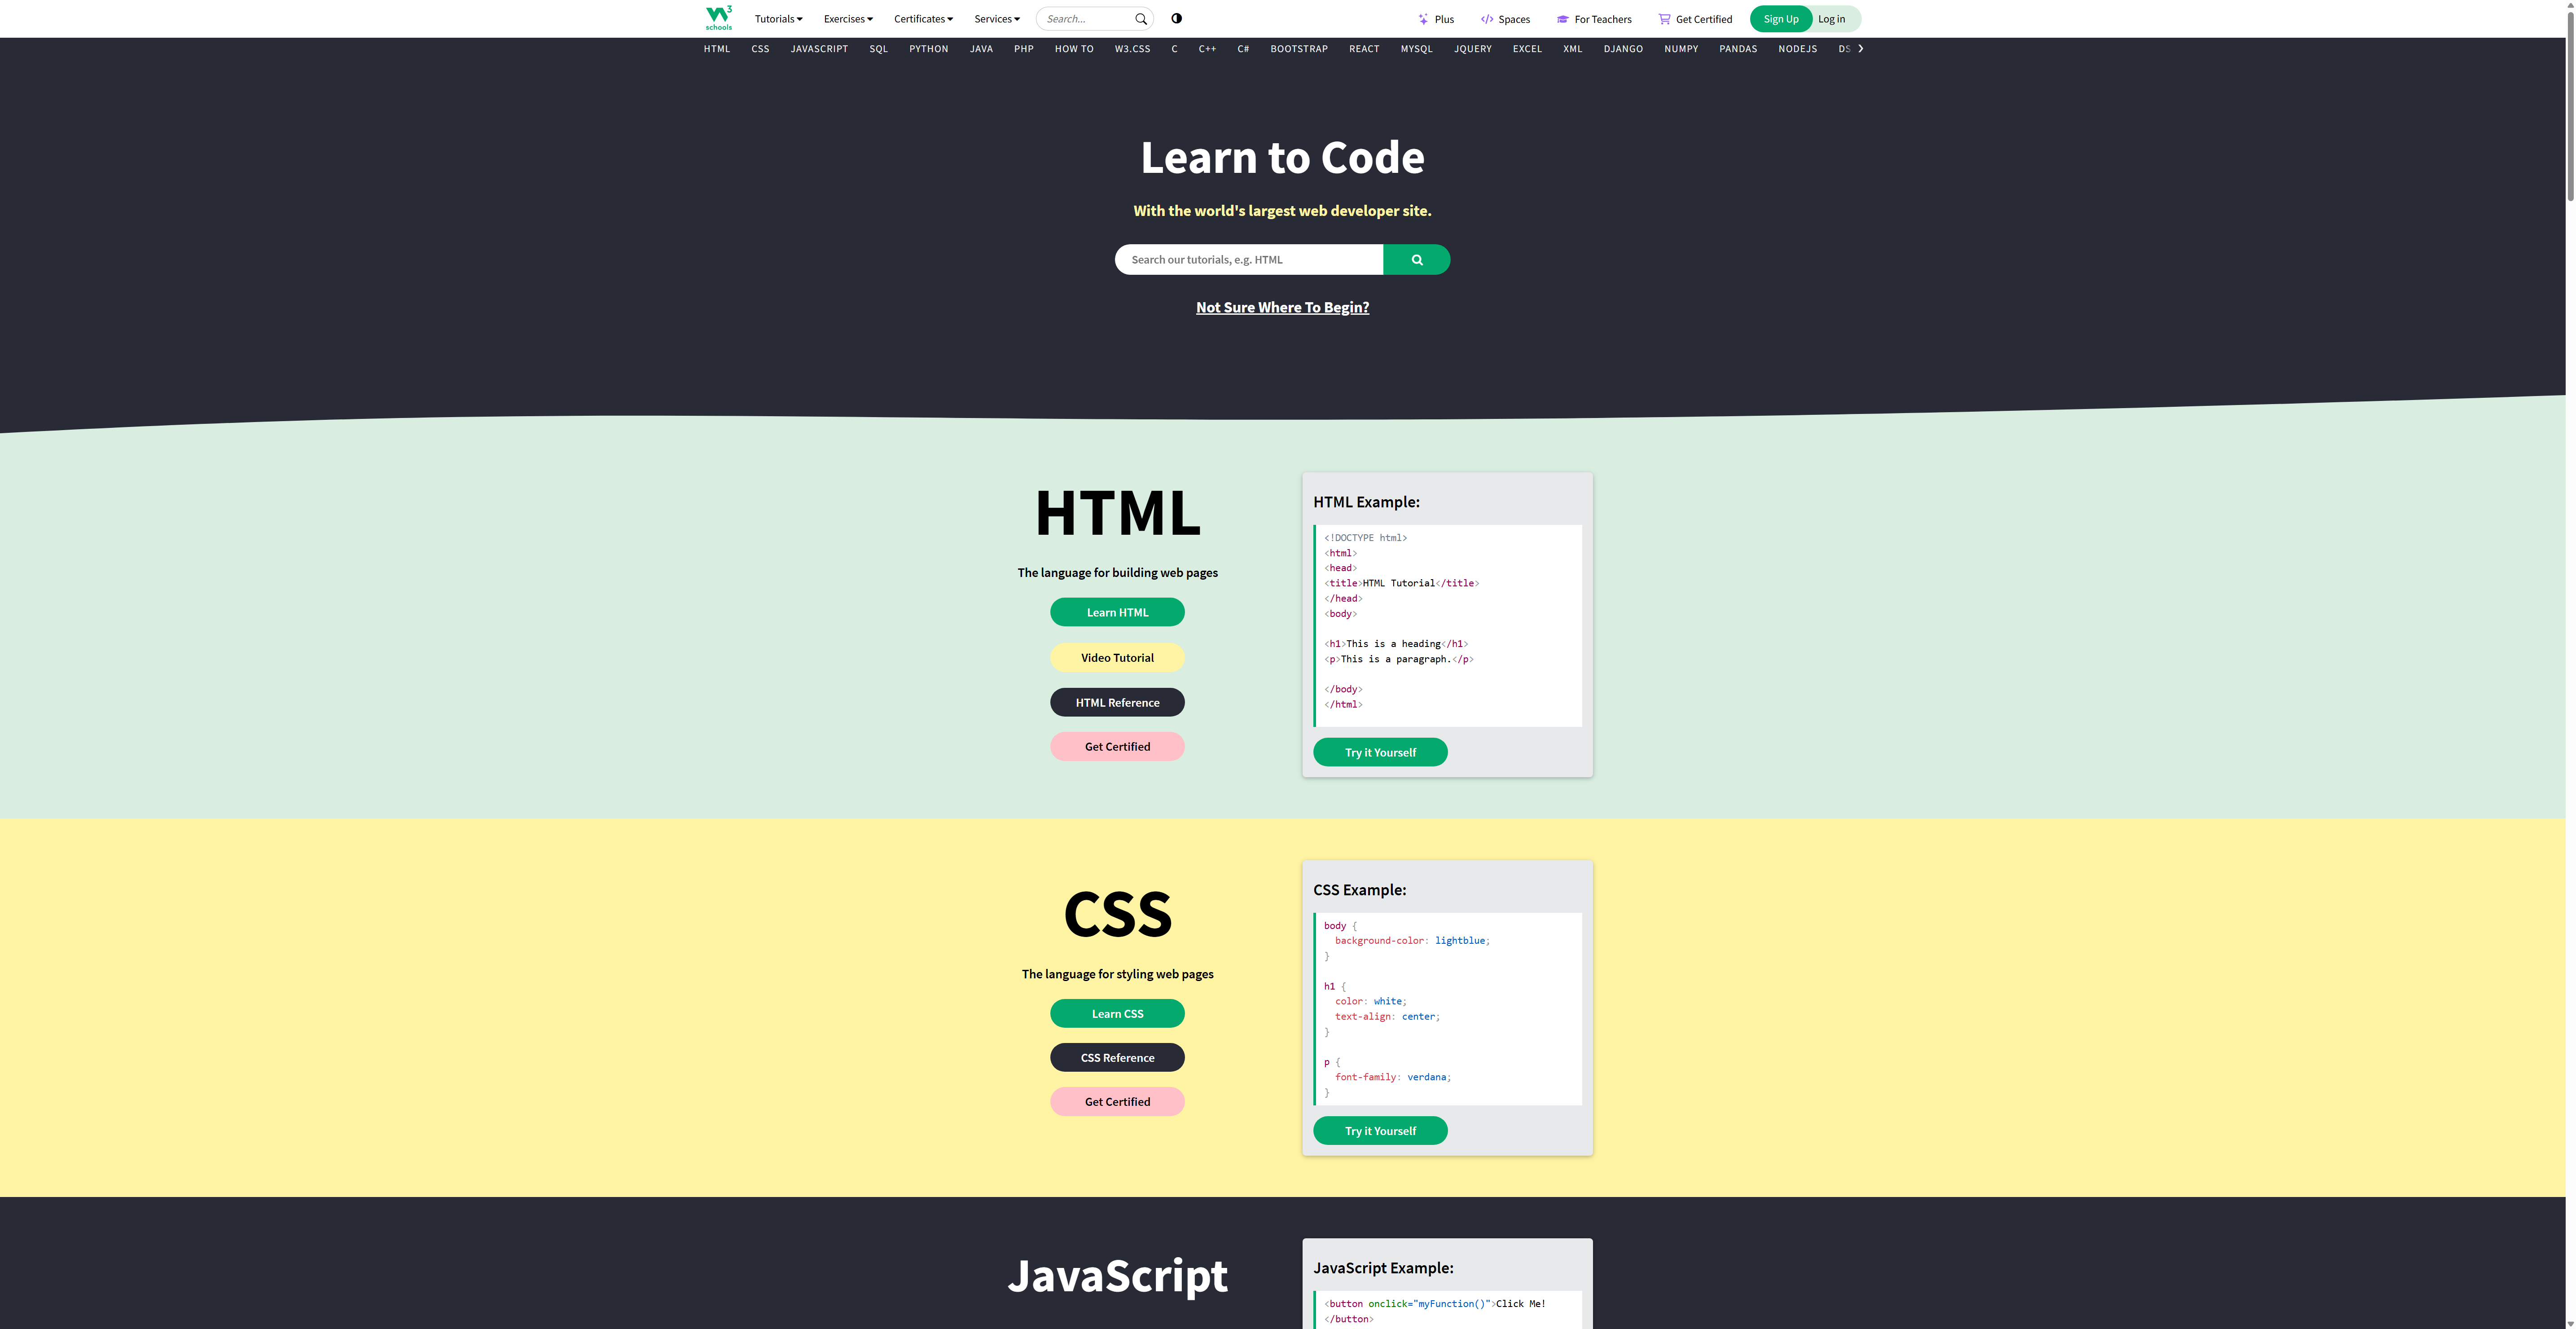 W3 schools
Tutorials Exercises Certificates Services Search... Plus Spaces For Teachers Get Certified Sign Up Log in
HTML CSS JAVASCRIPT SQL PYTHON JAVA PHP HOW TO W3.CSS C C++ C# BOOTSTRAP REACT MYSQL JQUERY EXCEL XML DJANGO NUMPY PANDAS NODEJS DS
Learn to Code
With the world's largest web developer site.
Search our tutorials, e.g. HTML
Not Sure Where To Begin?
HTML
The language for building web pages
Learn HTML
Video Tutorial
HTML Reference
Get Certified
HTML Example:
<!DOCTYPE html>
<html>
<head>
<title>HTML Tutorial</title>
</head>
<body>
<h1>This is a heading</h1>
<p>This is a paragraph.</p>
</body>
</html>
Try it Yourself
CSS
The language for styling web pages
Learn CSS
CSS Reference
Get Certified
CSS Example:
body {
background-color: lightblue;
}
h1 {
color: white;
text-align: center;
}
p {
font-family: verdana;
}
Try it Yourself
JavaScript
JavaScript Example:
<button onclick="myFunction()">Click Me!
</button>